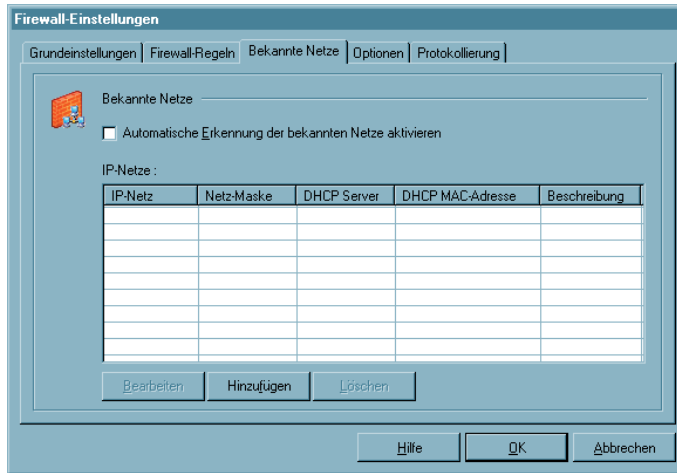 Firewall-Einstellungen
Grundeinstellungen Firewall-Regeln Bekannte Netze Optionen Protokollierung
Bekannte Netze
Automatische Erkennung der bekannten Netze aktivieren
IP-Netze :
IP-Netz Netz-Maske DHCP Server DHCP MAC-Adresse Beschreibung
Bearbeiten Hinzufügen Löschen
Hilfe OK Abbrechen